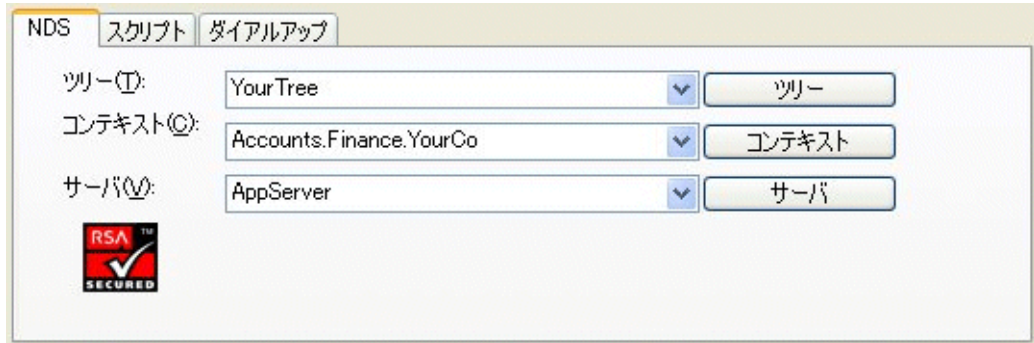 NDS スクリプト ダイアルアップ
ツリー(T): YourTree ツリー
コンテキスト(C): Accounts.Finance.YourCo コンテキスト
サーバ(V): AppServer サーバ
RSA ™
SECURED